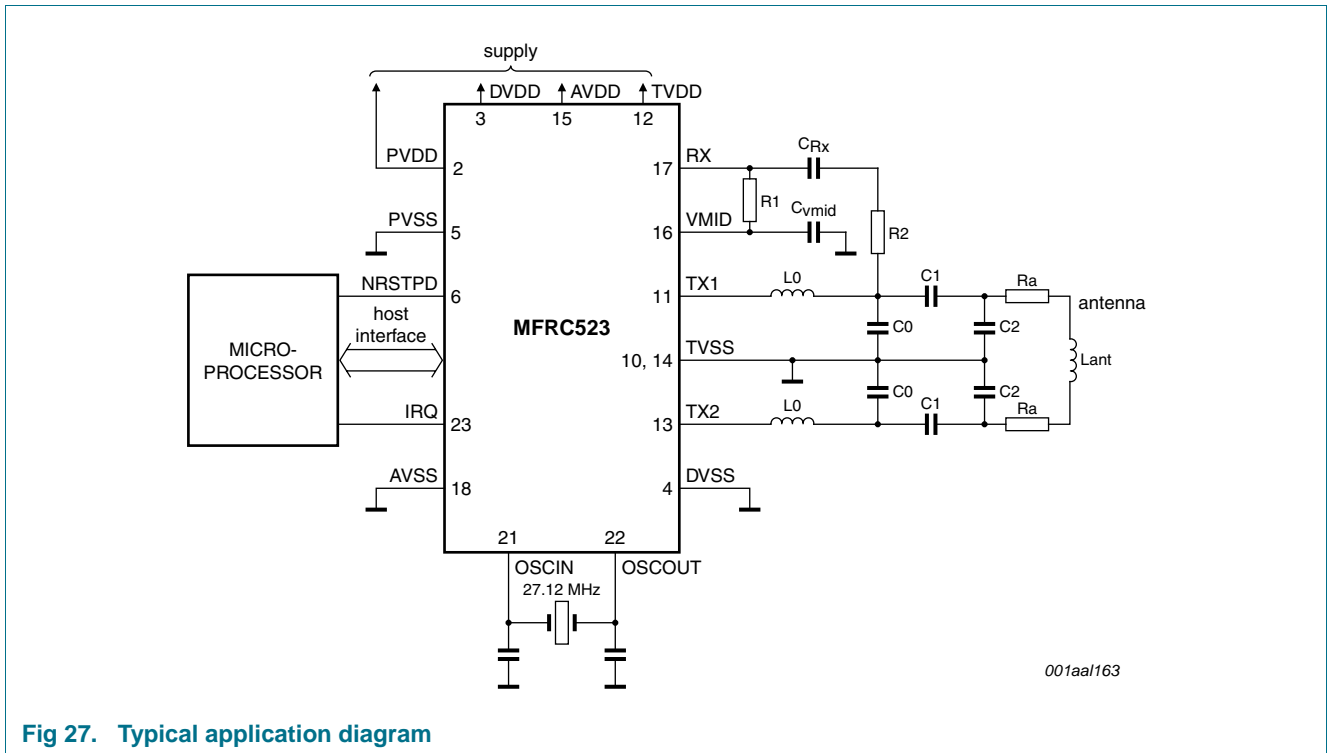 supply
DVDD AVDD TVDD
3 15 12
PVDD 2 17 RX CRx
R1
PVSS 5 16 VMID Cvmid R2
NRSTPD 6 11 TX1 L0 C1 Ra antenna
host
interface
MFRC523
MICRO-
PROCESSOR
C0 C2
10, 14 TVSS
Lant
C0 C2
IRQ 23 13 TX2 L0 C1 Ra
AVSS 18 4 DVSS
21 22
OSCIN OSCOUT
27.12 MHz
001aal163
Fig 27. Typical application diagram